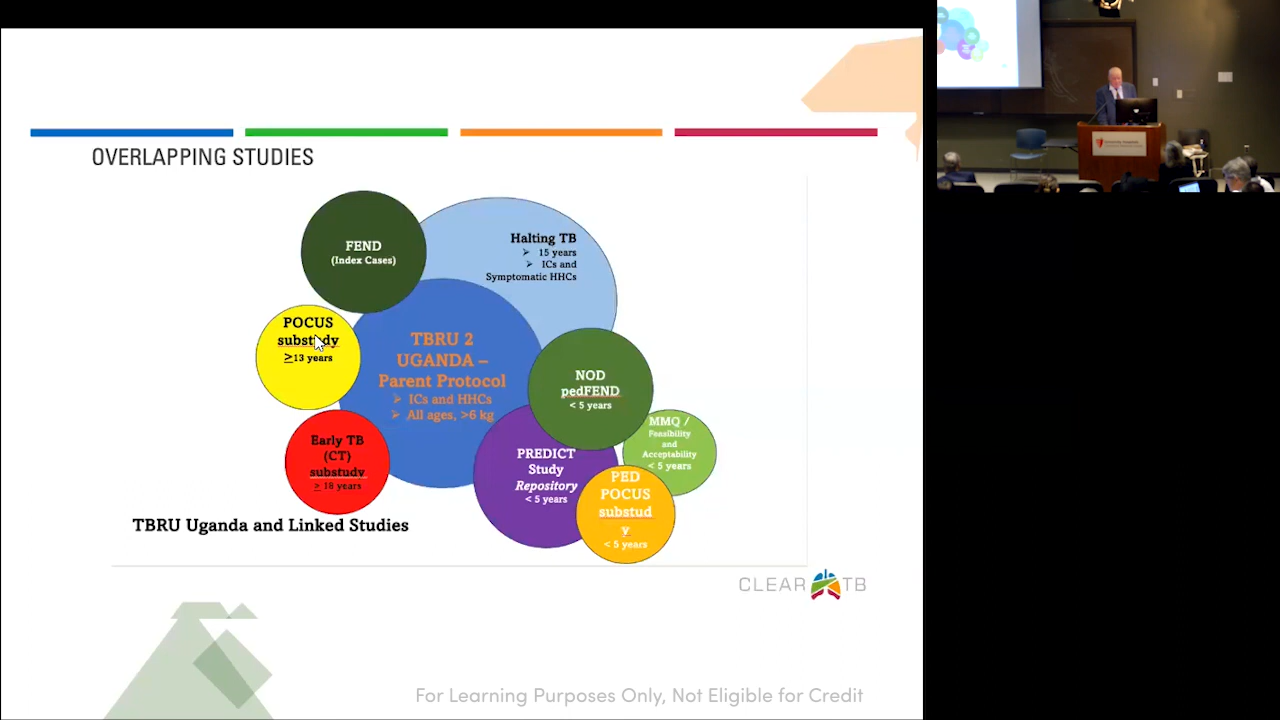 OVERLAPPING STUDIES
FEND
(Index Cases)
Halting TB
➢ 15 years
➢ ICs and
Symptomatic HHCs
POCUS
substudy
≥13 years
TBRU 2
UGANDA –
Parent Protocol
➢ ICs and HHCs
➢ All ages, >6 kg
NOD
pedFEND
< 5 years
MMQ /
Feasibility
and
Acceptability
< 5 years
Early TB
(CT)
substudy
≥ 18 years
PREDICT
Study
Repository
< 5 years
PED
POCUS
substud
y
< 5 years
TBRU Uganda and Linked Studies
CLEAR TB
For Learning Purposes Only, Not Eligible for Credit
University Hospitals